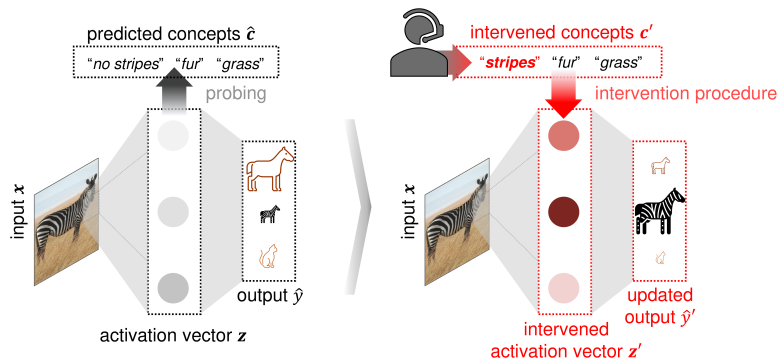 predicted concepts ĉ
“no stripes” “fur” “grass”
probing
input x
output ŷ
activation vector z
intervened concepts c′
“stripes” “fur” “grass”
intervention procedure
input x
updated
output ŷ′
intervened
activation vector z′